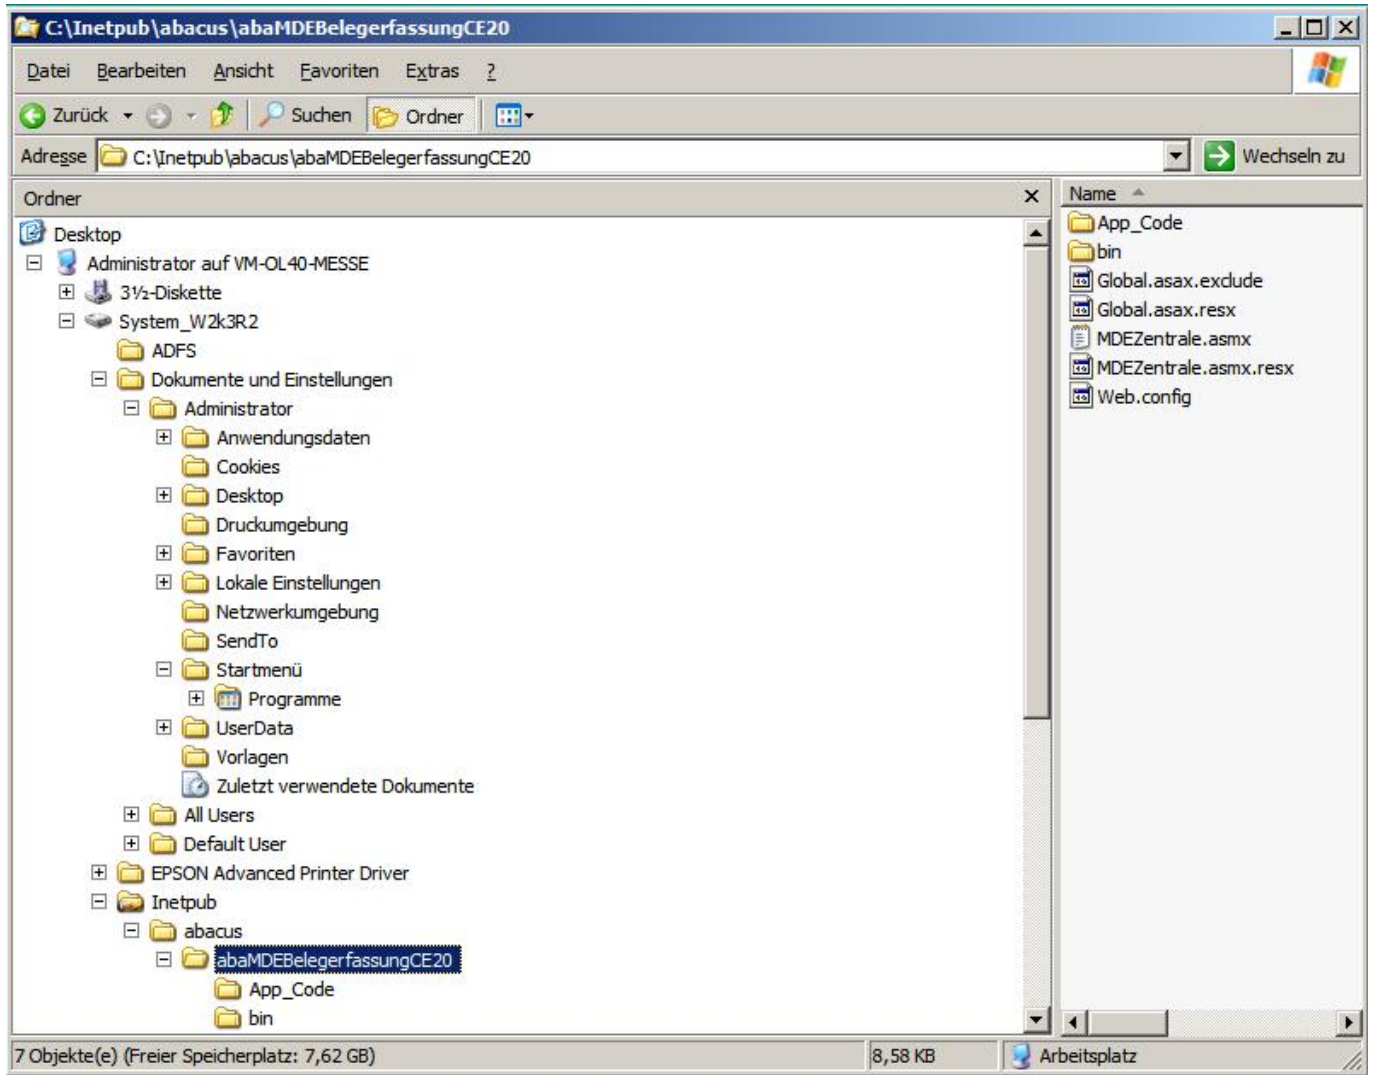 C:\Inetpub\abacus\abaMDEBelegerfassungCE20
Datei Bearbeiten Ansicht Favoriten Extras ?
Zurück Suchen Ordner
Adresse C:\Inetpub\abacus\abaMDEBelegerfassungCE20 Wechseln zu
Ordner
Desktop
Administrator auf VM-OL40-MESSE
3½-Diskette
System_W2k3R2
ADFS
Dokumente und Einstellungen
Administrator
Anwendungsdaten
Cookies
Desktop
Druckumgebung
Favoriten
Lokale Einstellungen
Netzwerkumgebung
SendTo
Startmenü
Programme
UserData
Vorlagen
Zuletzt verwendete Dokumente
All Users
Default User
EPSON Advanced Printer Driver
Inetpub
abacus
abaMDEBelegerfassungCE20
App_Code
bin
Name
App_Code
bin
Global.asax.exclude
Global.asax.resx
MDEZentrale.asmx
MDEZentrale.asmx.resx
Web.config
7 Objekte(e) (Freier Speicherplatz: 7,62 GB) 8,58 KB Arbeitsplatz